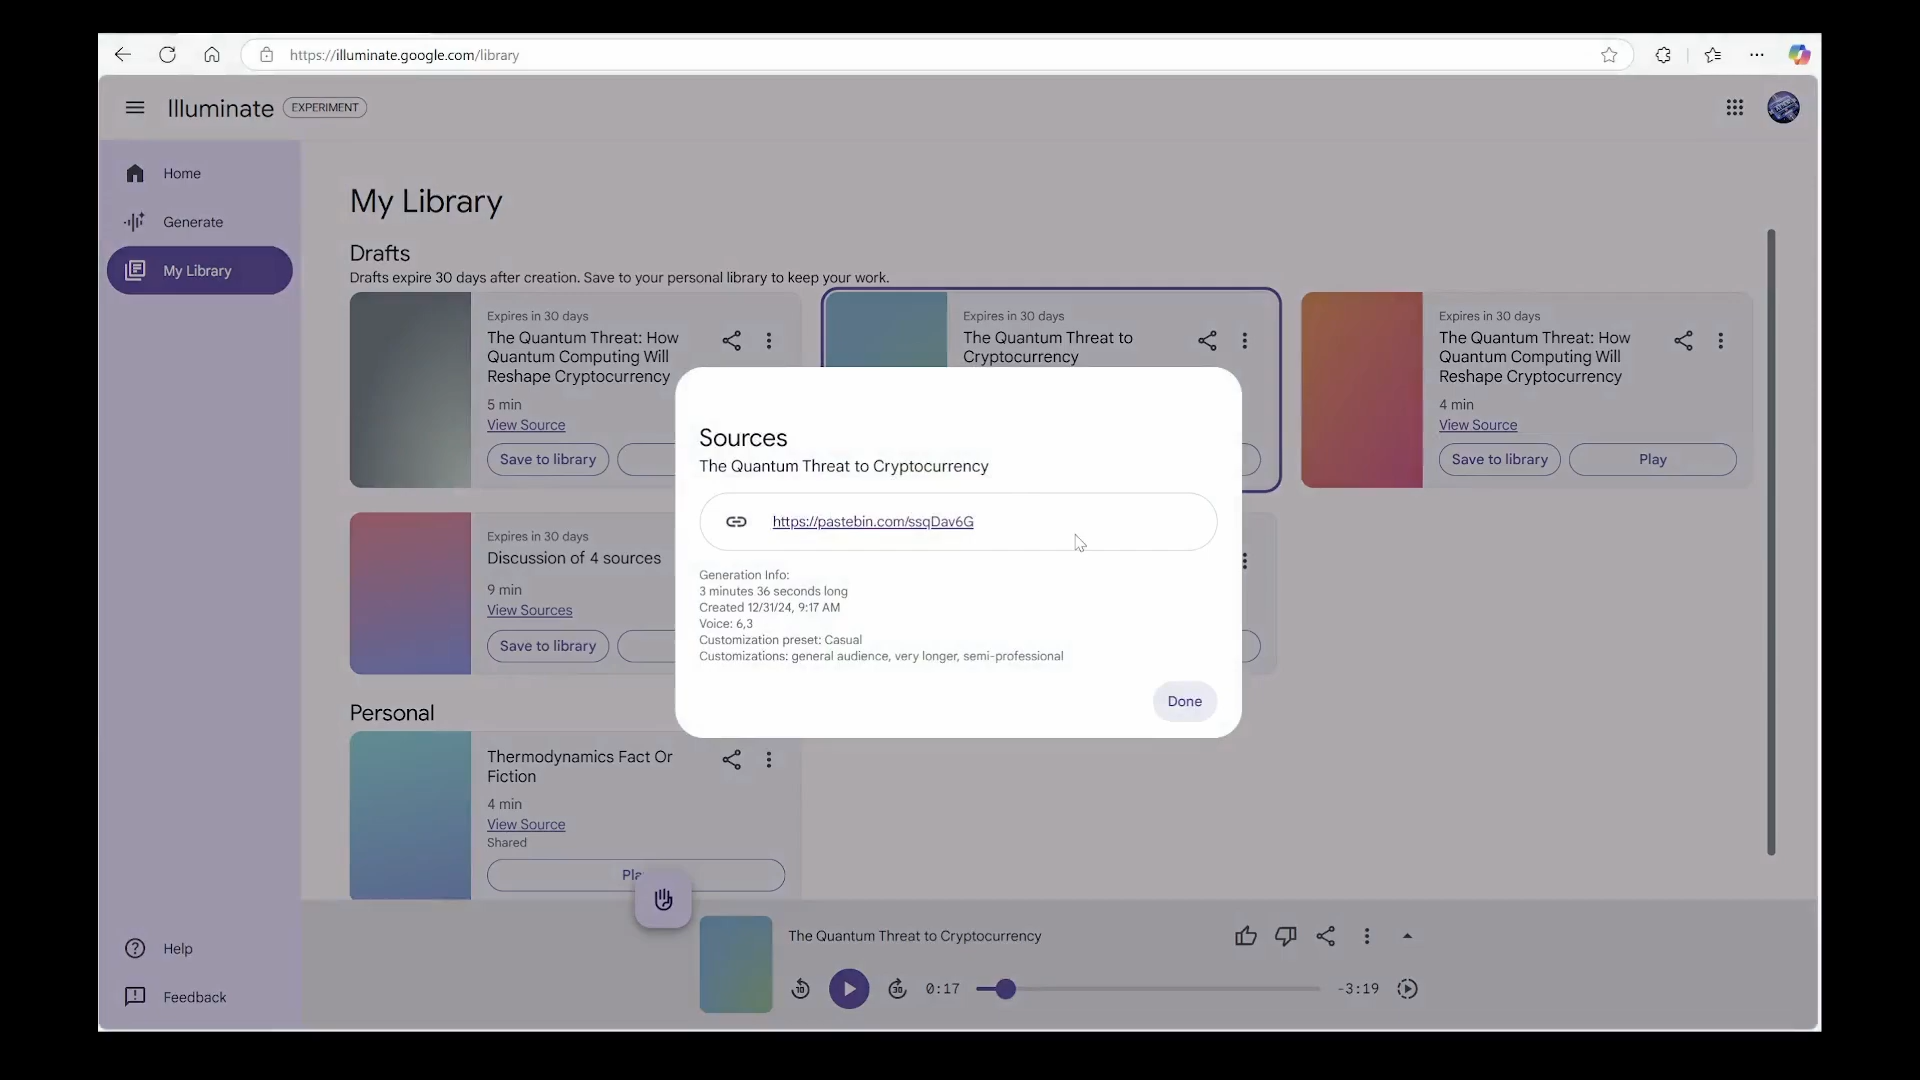 https://illuminate.google.com/library
Illuminate EXPERIMENT
Home
Generate
My Library
My Library
Drafts
Drafts expire 30 days after creation. Save to your personal library to keep your work.
Expires in 30 days
The Quantum Threat: How
Quantum Computing Will
Reshape Cryptocurrency
5 min
View Source
Save to library
Expires in 30 days
The Quantum Threat to
Cryptocurrency
Expires in 30 days
The Quantum Threat: How
Quantum Computing Will
Reshape Cryptocurrency
4 min
View Source
Save to library
Play
Expires in 30 days
Discussion of 4 sources
9 min
View Sources
Save to library
Sources
The Quantum Threat to Cryptocurrency
https://pastebin.com/ssqDav6G
Generation Info:
3 minutes 36 seconds long
Created 12/31/24, 9:17 AM
Voice: 6,3
Customization preset: Casual
Customizations: general audience, very longer, semi-professional
Done
Personal
Thermodynamics Fact Or
Fiction
4 min
View Source
Shared
Help
Feedback
The Quantum Threat to Cryptocurrency
10
30
0:17
-3:19